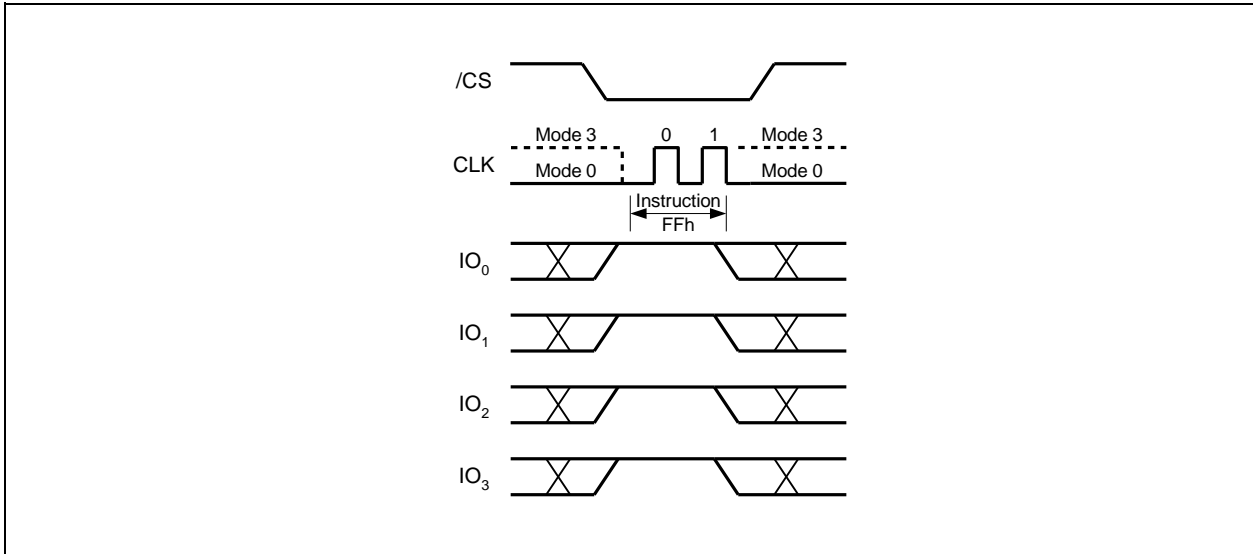 /CS
Mode 3 0 1 Mode 3
CLK
Mode 0 Mode 0
Instruction
FFh
IO0
IO1
IO2
IO3